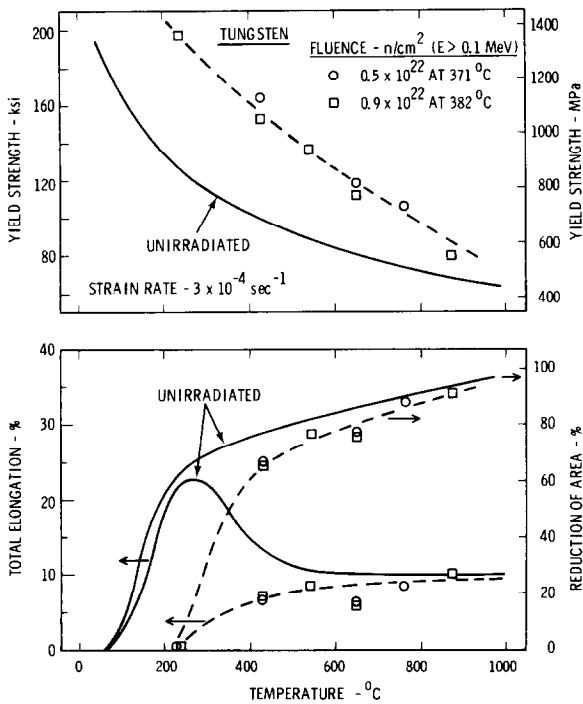 TUNGSTEN
FLUENCE - n/cm² (E > 0.1 MeV)
○ 0.5 x 10²² AT 371 °C
□ 0.9 x 10²² AT 382 °C
UNIRRADIATED
STRAIN RATE - 3 x 10⁻⁴ sec⁻¹
YIELD STRENGTH - ksi
200
160
120
80
YIELD STRENGTH - MPa
1400
1200
1000
800
600
400
UNIRRADIATED
TOTAL ELONGATION - %
40
30
20
10
0
REDUCTION OF AREA - %
100
80
60
40
20
0
0 200 400 600 800 1000
TEMPERATURE - °C